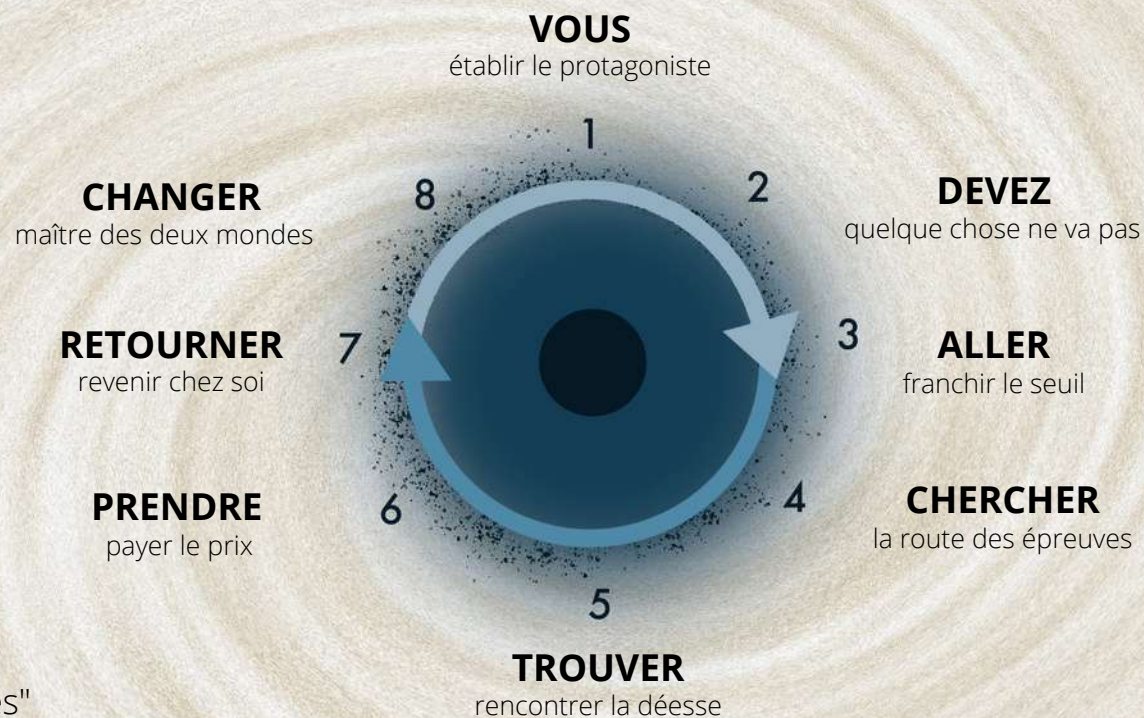 VOUS
établir le protagoniste
1
2
DEVEZ
quelque chose ne va pas
3
ALLER
franchir le seuil
4
CHERCHER
la route des épreuves
5
TROUVER
rencontrer la déesse
6
PRENDRE
payer le prix
7
RETOURNER
revenir chez soi
8
CHANGER
maître des deux mondes